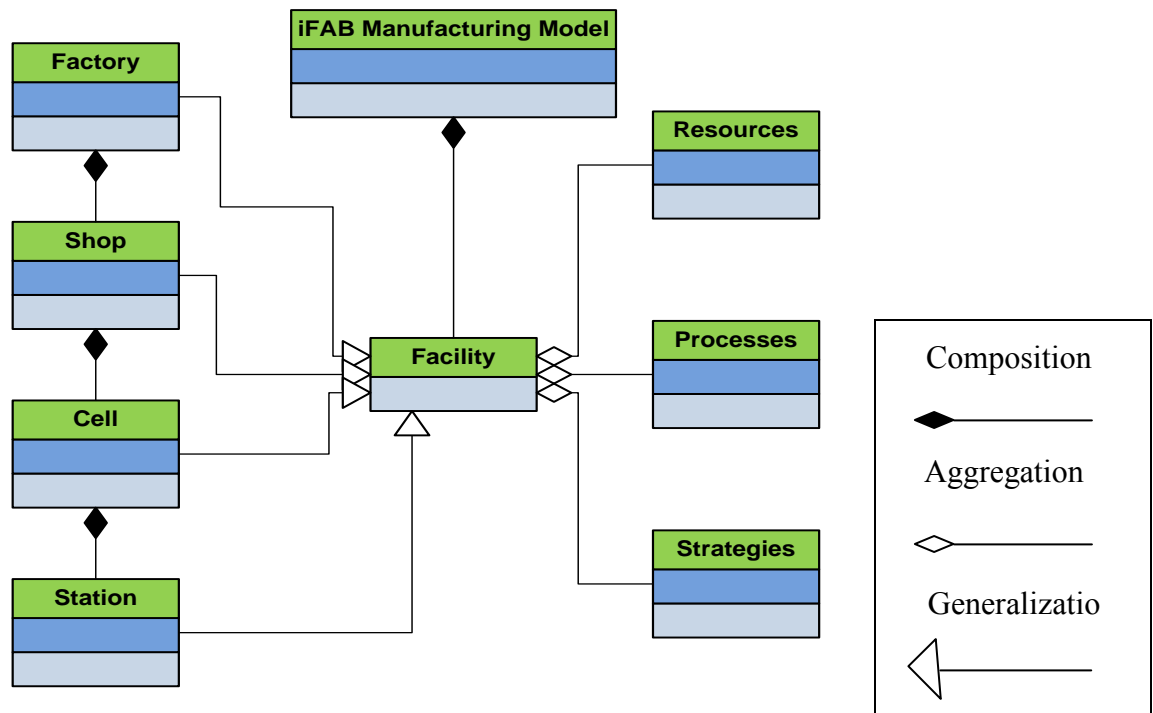 iFAB Manufacturing Model
Factory
Resources
Shop
Facility
Processes
Cell
Strategies
Station
Composition
Aggregation
Generalizatio